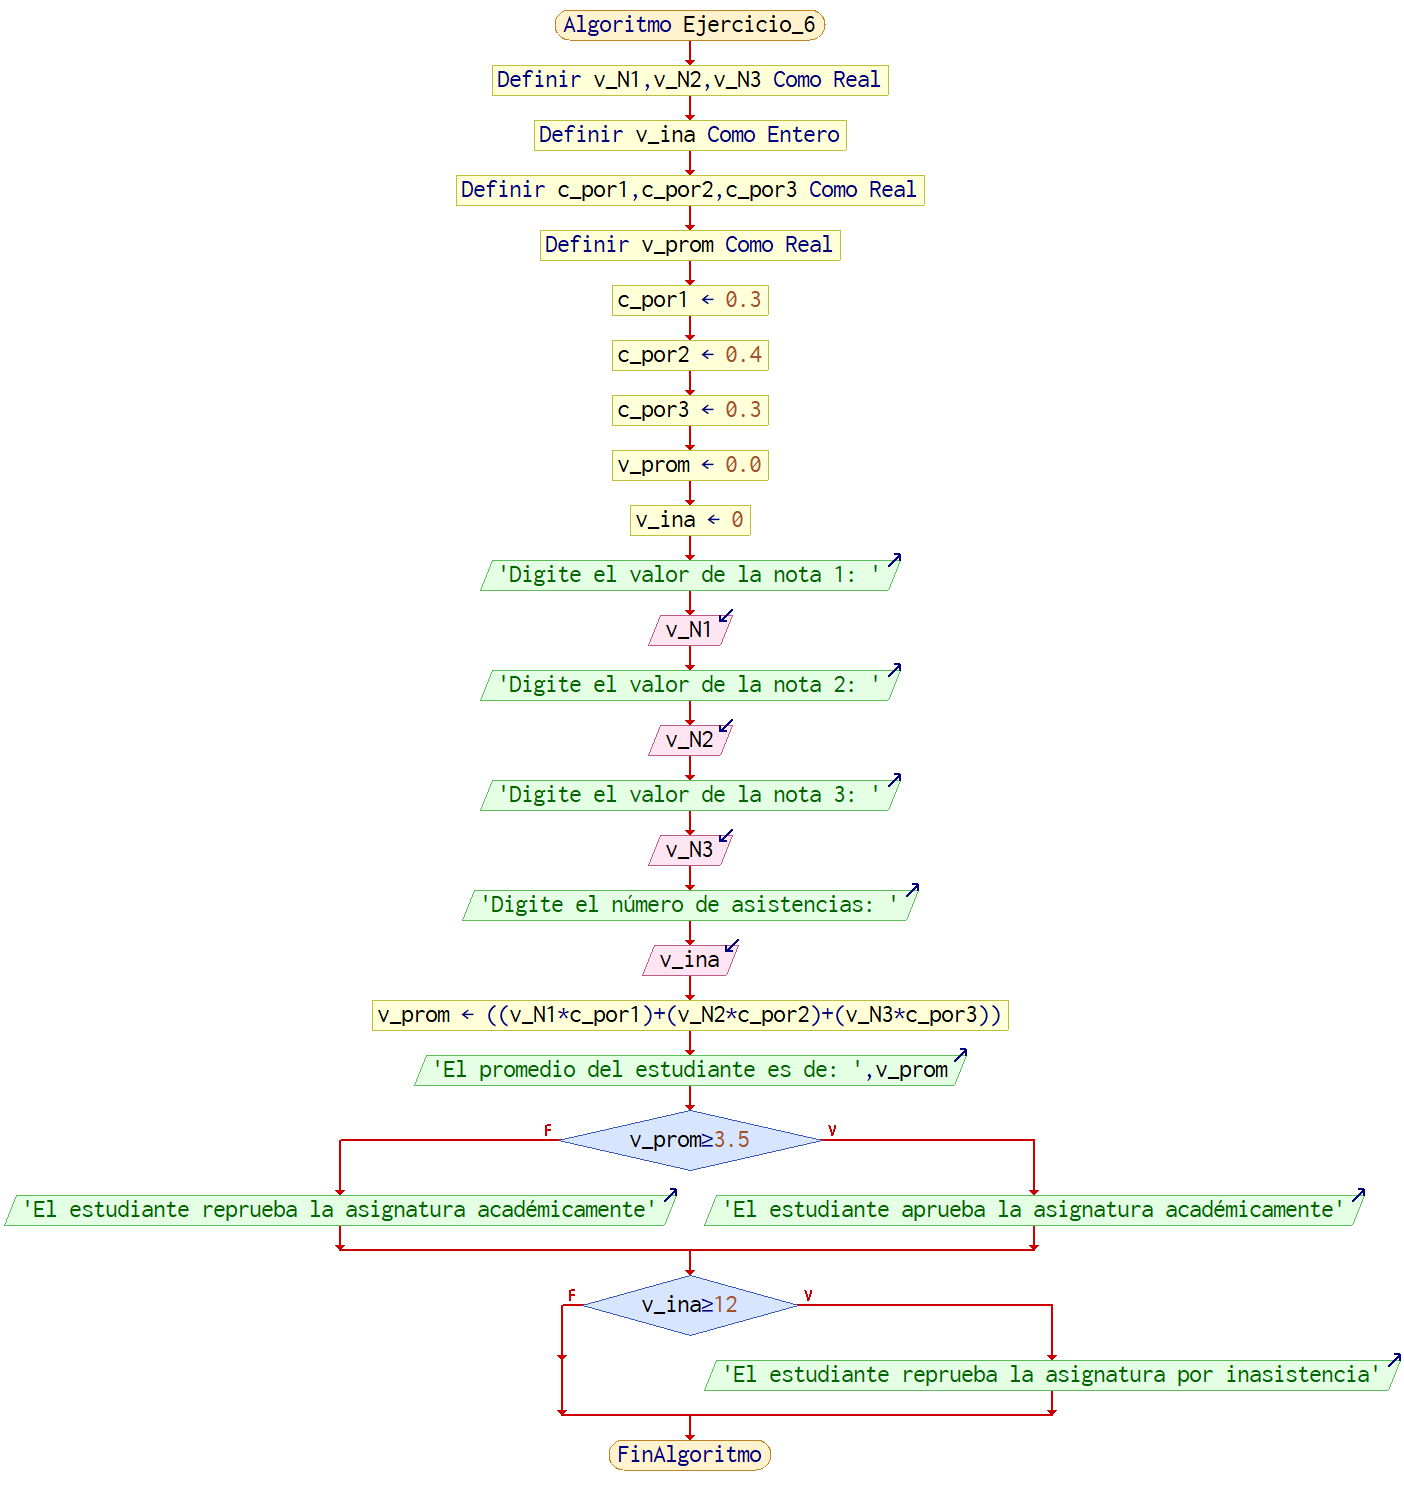 Algoritmo Ejercicio_6
Definir v_N1,v_N2,v_N3 Como Real
Definir v_ina Como Entero
Definir c_por1,c_por2,c_por3 Como Real
Definir v_prom Como Real
c_por1 ← 0.3
c_por2 ← 0.4
c_por3 ← 0.3
v_prom ← 0.0
v_ina ← 0
'Digite el valor de la nota 1: '
v_N1
'Digite el valor de la nota 2: '
v_N2
'Digite el valor de la nota 3: '
v_N3
'Digite el número de asistencias: '
v_ina
v_prom ← ((v_N1*c_por1)+(v_N2*c_por2)+(v_N3*c_por3))
'El promedio del estudiante es de: ',v_prom
F v_prom≥3.5 V
'El estudiante reprueba la asignatura académicamente' 'El estudiante aprueba la asignatura académicamente'
F v_ina≥12 V
'El estudiante reprueba la asignatura por inasistencia'
FinAlgoritmo